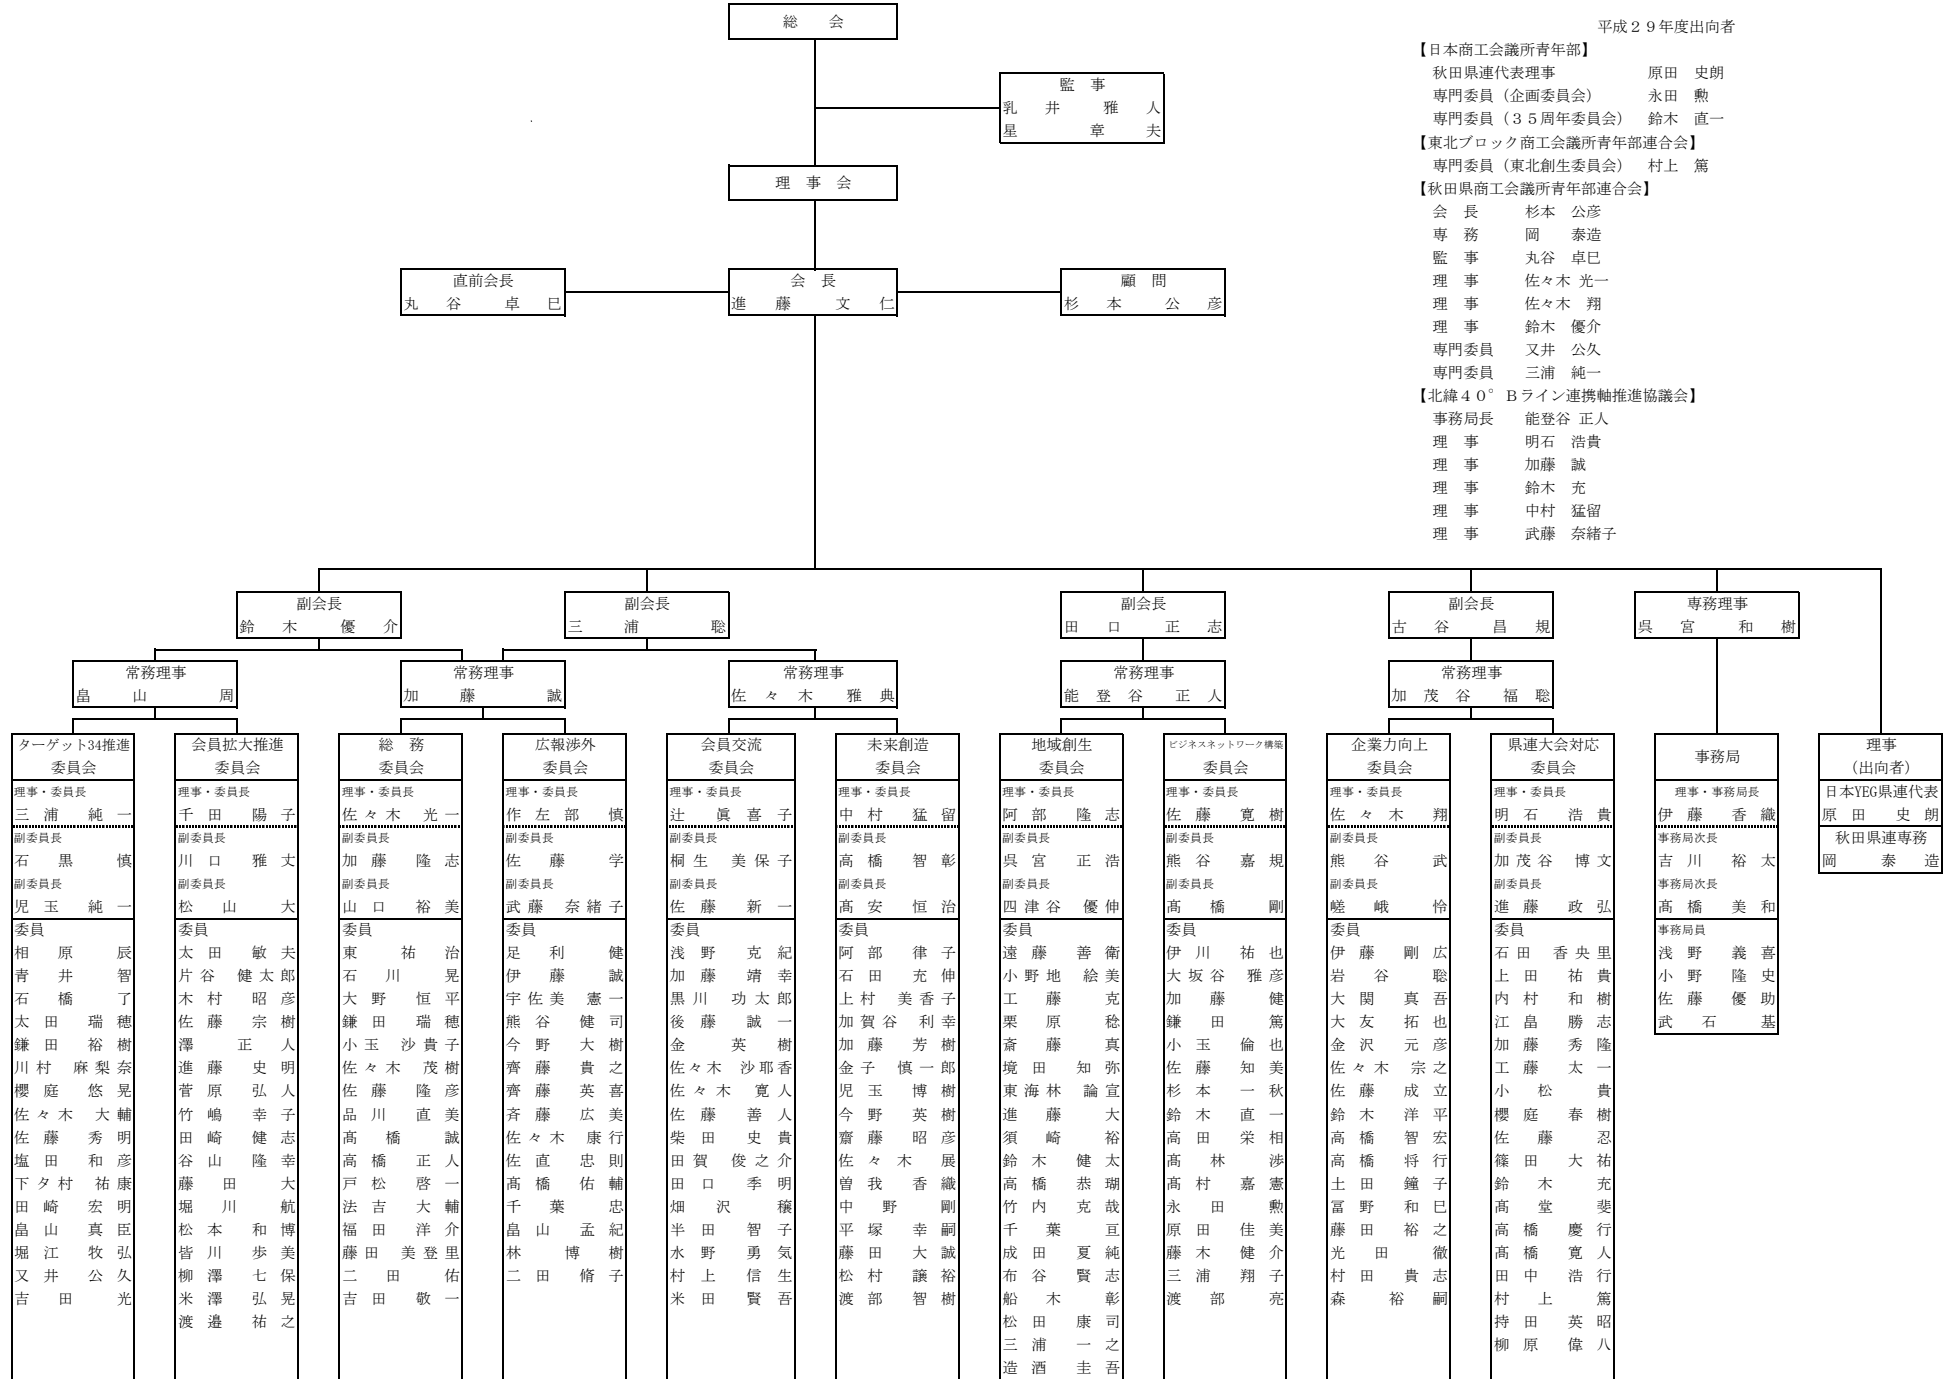 総　会
監　事
乳井　雅人
星　章夫
理　事　会
直前会長
丸谷　卓巳
会　長
進藤　文仁
顧　問
杉本　公彦
平成２９年度出向者
【日本商工会議所青年部】
秋田県連代表理事　原田　史朗
専門委員（企画委員会）　永田　勲
専門委員（３５周年委員会）　鈴木　直一
【東北ブロック商工会議所青年部連合会】
専門委員（東北創生委員会）　村上　篤
【秋田県商工会議所青年部連合会】
会　長　杉本　公彦
専　務　岡　泰造
監　事　丸谷　卓巳
理　事　佐々木 光一
理　事　佐々木　翔
理　事　鈴木　優介
専門委員　又井　公久
専門委員　三浦　純一
【北緯４０°Ｂライン連携軸推進協議会】
事務局長　能登谷 正人
理　事　明石　浩貴
理　事　加藤　誠
理　事　鈴木　充
理　事　中村　猛留
理　事　武藤　奈緒子
副会長
鈴木　優介
副会長
三浦　聡
副会長
田口　正志
副会長
古谷　昌規
専務理事
呉宮　和樹
常務理事
畠山　周
常務理事
加藤　誠
常務理事
佐々木　雅典
常務理事
能登谷　正人
常務理事
加茂谷　福聡
ターゲット34推進
委員会
理事・委員長
三浦　純一
副委員長
石黒　慎
副委員長
児玉　純一
委員
相原　辰
青井　智
石橋　了
太田　瑞穂
鎌田　裕樹
川村　麻梨奈
櫻庭　悠晃
佐々木　大輔
佐藤　秀明
塩田　和彦
下夕村　祐康
田崎　宏明
畠山　真臣
堀江　牧弘
又井　公久
吉田　光
会員拡大推進
委員会
理事・委員長
千田　陽子
副委員長
川口　雅丈
副委員長
松山　大
委員
太田　敏夫
片谷　健太郎
木村　昭彦
佐藤　宗樹
澤　正人
進藤　史明
菅原　弘人
竹嶋　幸子
田崎　健志
谷山　隆幸
藤田　大
堀川　航
松本　和博
皆川　歩美
柳澤　七保
米澤　弘晃
渡邉　祐之
総　務
委員会
理事・委員長
佐々木　光一
副委員長
加藤　隆志
副委員長
山口　裕美
委員
東　祐治
石川　晃
大野　恒平
鎌田　瑞穂
小玉　沙貴子
佐々木　茂樹
佐藤　隆彦
品川　直美
髙橋　誠
高橋　正人
戸松　啓一
法吉　大輔
福田　洋介
藤田　美登里
二田　佑
吉田　敬一
広報渉外
委員会
理事・委員長
作左部　慎
副委員長
佐藤　学
副委員長
武藤　奈緒子
委員
足利　健
伊藤　誠
宇佐美　憲一
熊谷　健司
今野　大樹
齊藤　貴之
齊藤　英喜
斉藤　広美
佐々木　康行
佐直　忠則
髙橋　佑輔
千葉　忠
畠山　孟紀
林　博樹
二田　脩子
会員交流
委員会
理事・委員長
辻　眞喜子
副委員長
桐生　美保子
副委員長
佐藤　新一
委員
浅野　克紀
加藤　靖幸
黒川　功太郎
後藤　誠一
金　英樹
佐々木　沙耶香
佐々木　寛人
佐藤　善人
柴田　史貴
田賀　俊之介
田口　季明
畑沢　穣
半田　智子
水野　勇気
村上　信生
米田　賢吾
未来創造
委員会
理事・委員長
中村　猛留
副委員長
高橋　智彰
副委員長
髙安　恒治
委員
阿部　律子
石田　充伸
上村　美香子
加賀谷　利幸
加藤　芳樹
金子　慎一郎
児玉　博樹
今野　英樹
齋藤　昭彦
佐々木　展
曽我　香織
中野　剛
平塚　幸嗣
藤田　大誠
松村　譲裕
渡部　智樹
地域創生
委員会
理事・委員長
阿部　隆志
副委員長
呉宮　正浩
副委員長
四津谷　優伸
委員
遠藤　善衛
小野地　絵美
工藤　克
栗原　稔
斎藤　真
境田　知弥
東海林　論宣
進藤　大
須崎　裕
鈴木　健太
高橋　恭瑚
竹内　克哉
千葉　亘
成田　夏純
布谷　賢志
船木　彰
松田　康司
三浦　一之
造酒　圭吾
ビジネスネットワーク構築
委員会
理事・委員長
佐藤　寛樹
副委員長
熊谷　嘉規
副委員長
髙橋　剛
委員
伊川　祐也
大坂谷　雅彦
加藤　健
鎌田　篤
小玉　倫也
佐藤　知美
杉本　一秋
鈴木　直一
高田　栄相
髙林　渉
髙村　嘉憲
永田　勲
原田　佳美
藤木　健介
三浦　翔子
渡部　亮
企業力向上
委員会
理事・委員長
佐々木　翔
副委員長
熊谷　武
副委員長
嵯峨　怜
委員
伊藤　剛広
岩谷　聡
大関　真吾
大友　拓也
金沢　元彦
佐々木　宗之
佐藤　成立
鈴木　洋平
高橋　智宏
高橋　将行
土田　鐘子
冨野　和巳
藤田　裕之
光田　徹
村田　貴志
森　裕嗣
県連大会対応
委員会
理事・委員長
明石　浩貴
副委員長
加茂谷　博文
副委員長
進藤　政弘
委員
石田　香央里
上田　祐貴
内村　和樹
江畠　勝志
加藤　秀隆
工藤　太一
小松　貴
櫻庭　春樹
佐藤　忍
篠田　大祐
鈴木　充
髙堂　斐
高橋　慶行
髙橋　寛人
田中　浩行
村上　篤
持田　英昭
柳原　偉八
事務局
理事・事務局長
伊藤　香織
事務局次長
吉川　裕太
事務局次長
髙橋　美和
事務局員
浅野　義喜
小野　隆史
佐藤　優助
武石　基
理事
（出向者）
日本YEG県連代表
原田　史朗
秋田県連専務
岡　泰造